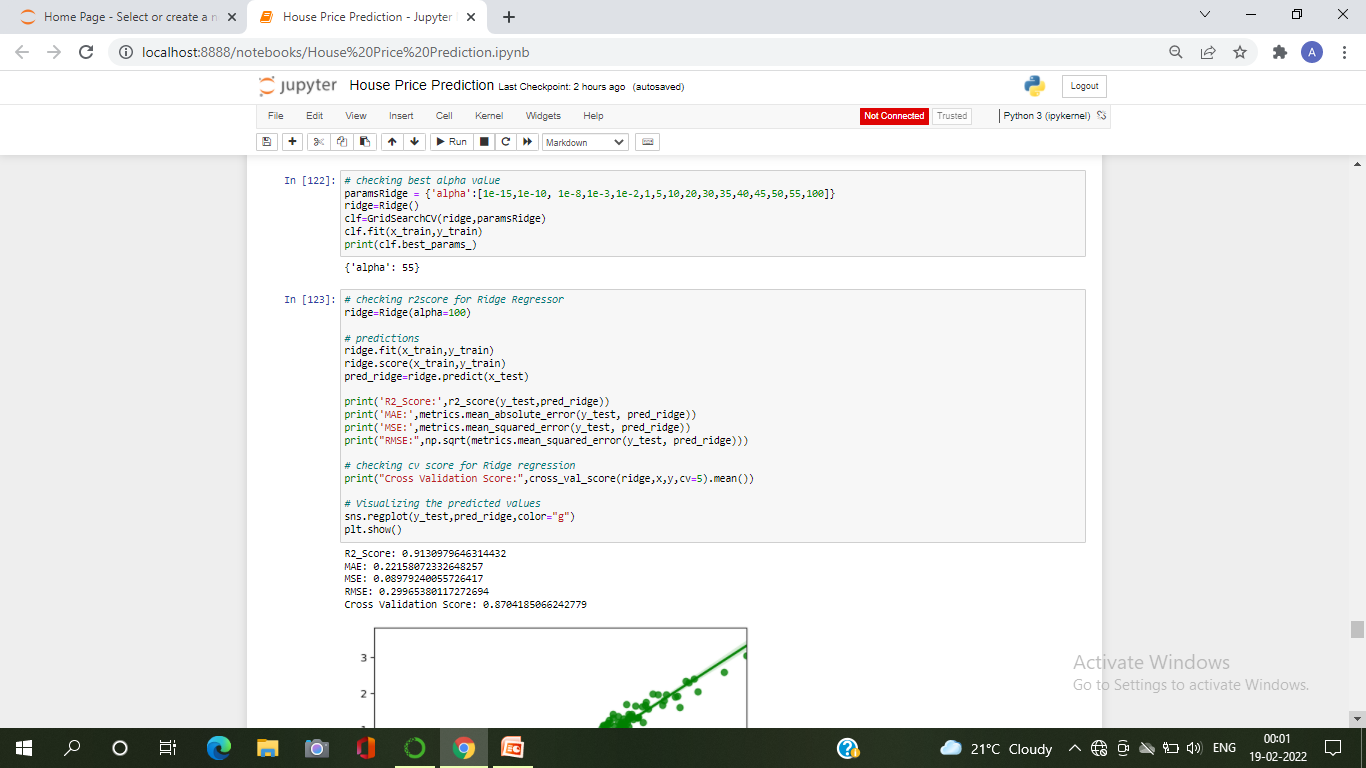 Home Page - Select or create a n
House Price Prediction - Jupyter
localhost:8888/notebooks/House%20Price%20Prediction.ipynb
A
jupyter House Price Prediction Last Checkpoint: 2 hours ago (autosaved)
Logout
File Edit View Insert Cell Kernel Widgets Help
Not Connected Trusted Python 3 (ipykernel)
Run Markdown
In [122]: # checking best alpha value
paramsRidge = {'alpha':[1e-15,1e-10, 1e-8,1e-3,1e-2,1,5,10,20,30,35,40,45,50,55,100]}
ridge=Ridge()
clf=GridSearchCV(ridge,paramsRidge)
clf.fit(x_train,y_train)
print(clf.best_params_)
{'alpha': 55}
In [123]: # checking r2score for Ridge Regressor
ridge=Ridge(alpha=100)
# predictions
ridge.fit(x_train,y_train)
ridge.score(x_train,y_train)
pred_ridge=ridge.predict(x_test)
print('R2_Score:',r2_score(y_test,pred_ridge))
print('MAE:',metrics.mean_absolute_error(y_test, pred_ridge))
print('MSE:',metrics.mean_squared_error(y_test, pred_ridge))
print("RMSE:",np.sqrt(metrics.mean_squared_error(y_test, pred_ridge)))
# checking cv score for Ridge regression
print("Cross Validation Score:",cross_val_score(ridge,x,y,cv=5).mean())
# Visualizing the predicted values
sns.regplot(y_test,pred_ridge,color="g")
plt.show()
R2_Score: 0.9130979646314432
MAE: 0.22158072332648257
MSE: 0.08979240055726417
RMSE: 0.29965380117272694
Cross Validation Score: 0.8704185066242779
3
2
Activate Windows
Go to Settings to activate Windows.
21°C Cloudy
ENG
00:01
19-02-2022